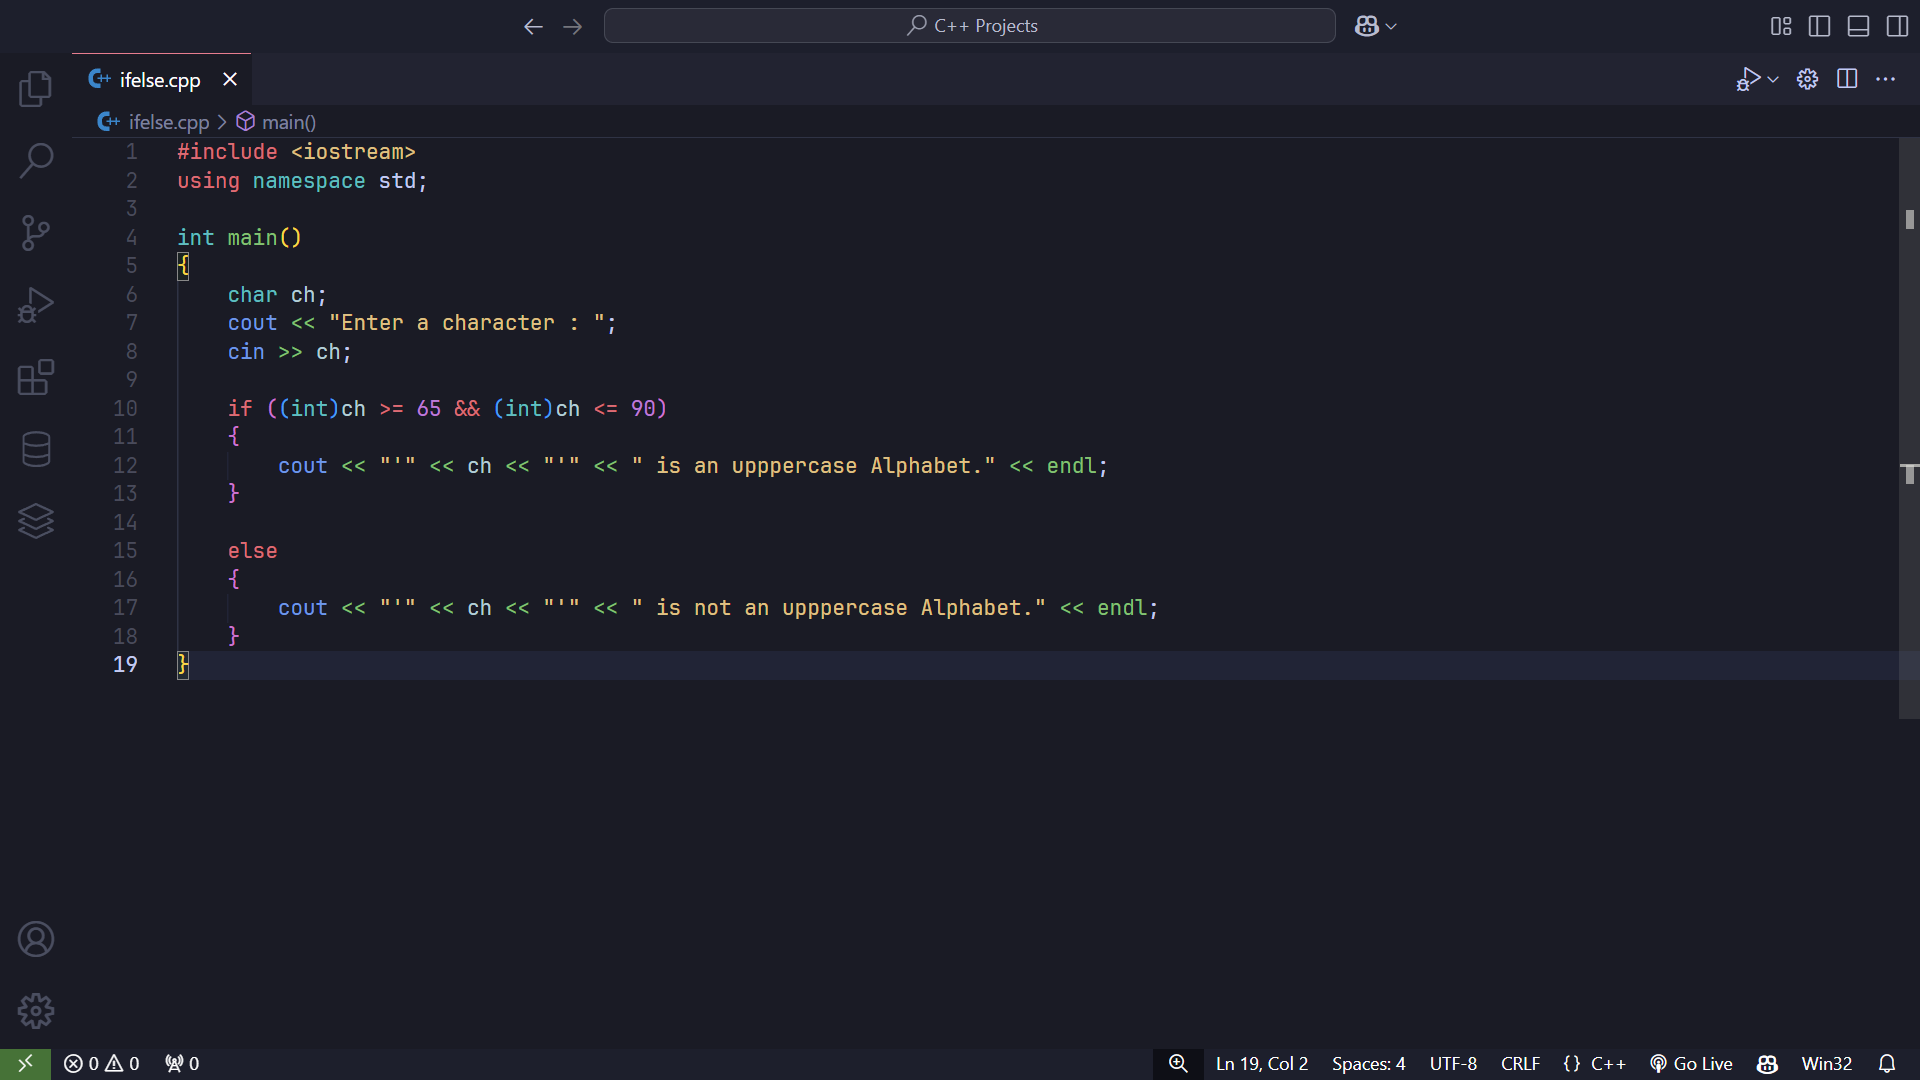 C++ Projects
ifelse.cpp
ifelse.cpp > main()
1 #include <iostream>
2 using namespace std;
3
4 int main()
5 {
6     char ch;
7     cout << "Enter a character : ";
8     cin >> ch;
9
10     if ((int)ch >= 65 && (int)ch <= 90)
11     {
12         cout << "'" << ch << "'" << " is an upppercase Alphabet." << endl;
13     }
14
15     else
16     {
17         cout << "'" << ch << "'" << " is not an upppercase Alphabet." << endl;
18     }
19 }
0 0 0 Ln 19, Col 2 Spaces: 4 UTF-8 CRLF {} C++ Go Live Win32